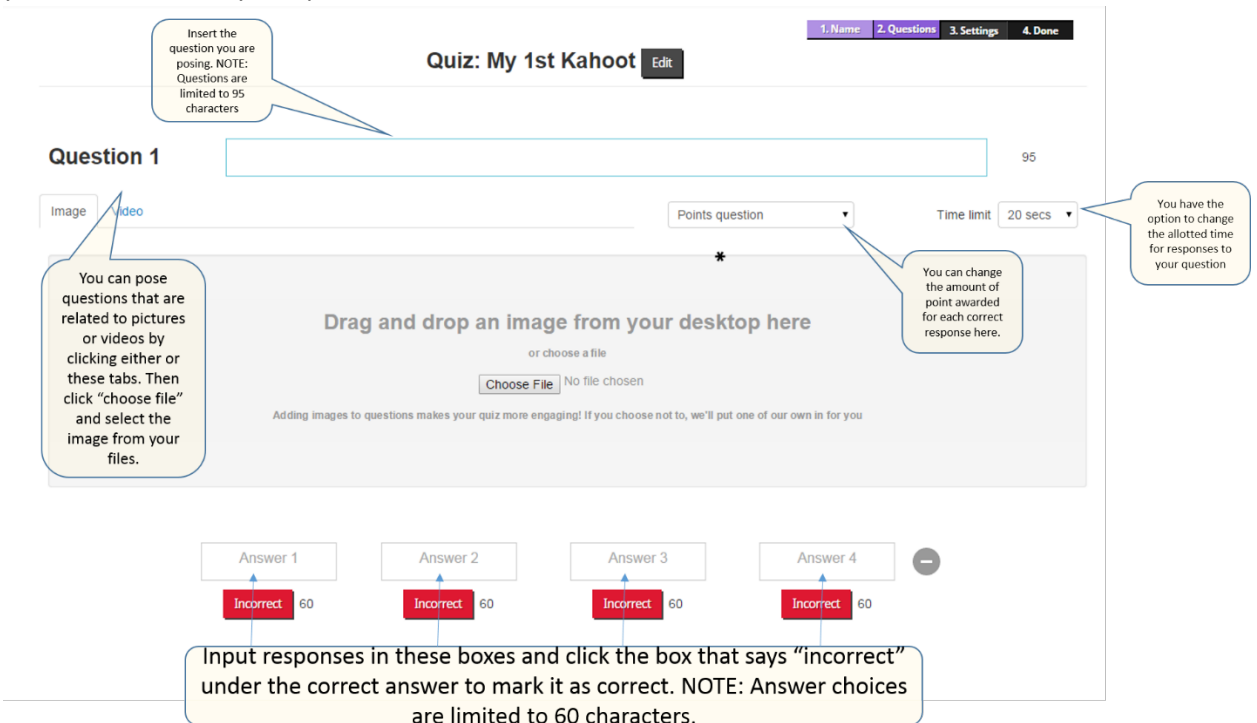 Insert the
question you are
posing. NOTE:
Questions are
limited to 95
characters
1. Name 2. Questions 3. Settings 4. Done
Quiz: My 1st Kahoot Edit
Question 1
95
Image Video
Points question
Time limit 20 secs
You have the
option to change
the allotted time
for responses to
your question
*
You can pose
questions that are
related to pictures
or videos by
clicking either or
these tabs. Then
click “choose file”
and select the
image from your
files.
You can change
the amount of
point awarded
for each correct
response here.
Drag and drop an image from your desktop here
or choose a file
Choose File No file chosen
Adding images to questions makes your quiz more engaging! If you choose not to, we'll put one of our own in for you
Answer 1 Answer 2 Answer 3 Answer 4
Incorrect 60 Incorrect 60 Incorrect 60 Incorrect 60
Input responses in these boxes and click the box that says “incorrect”
under the correct answer to mark it as correct. NOTE: Answer choices
are limited to 60 characters.